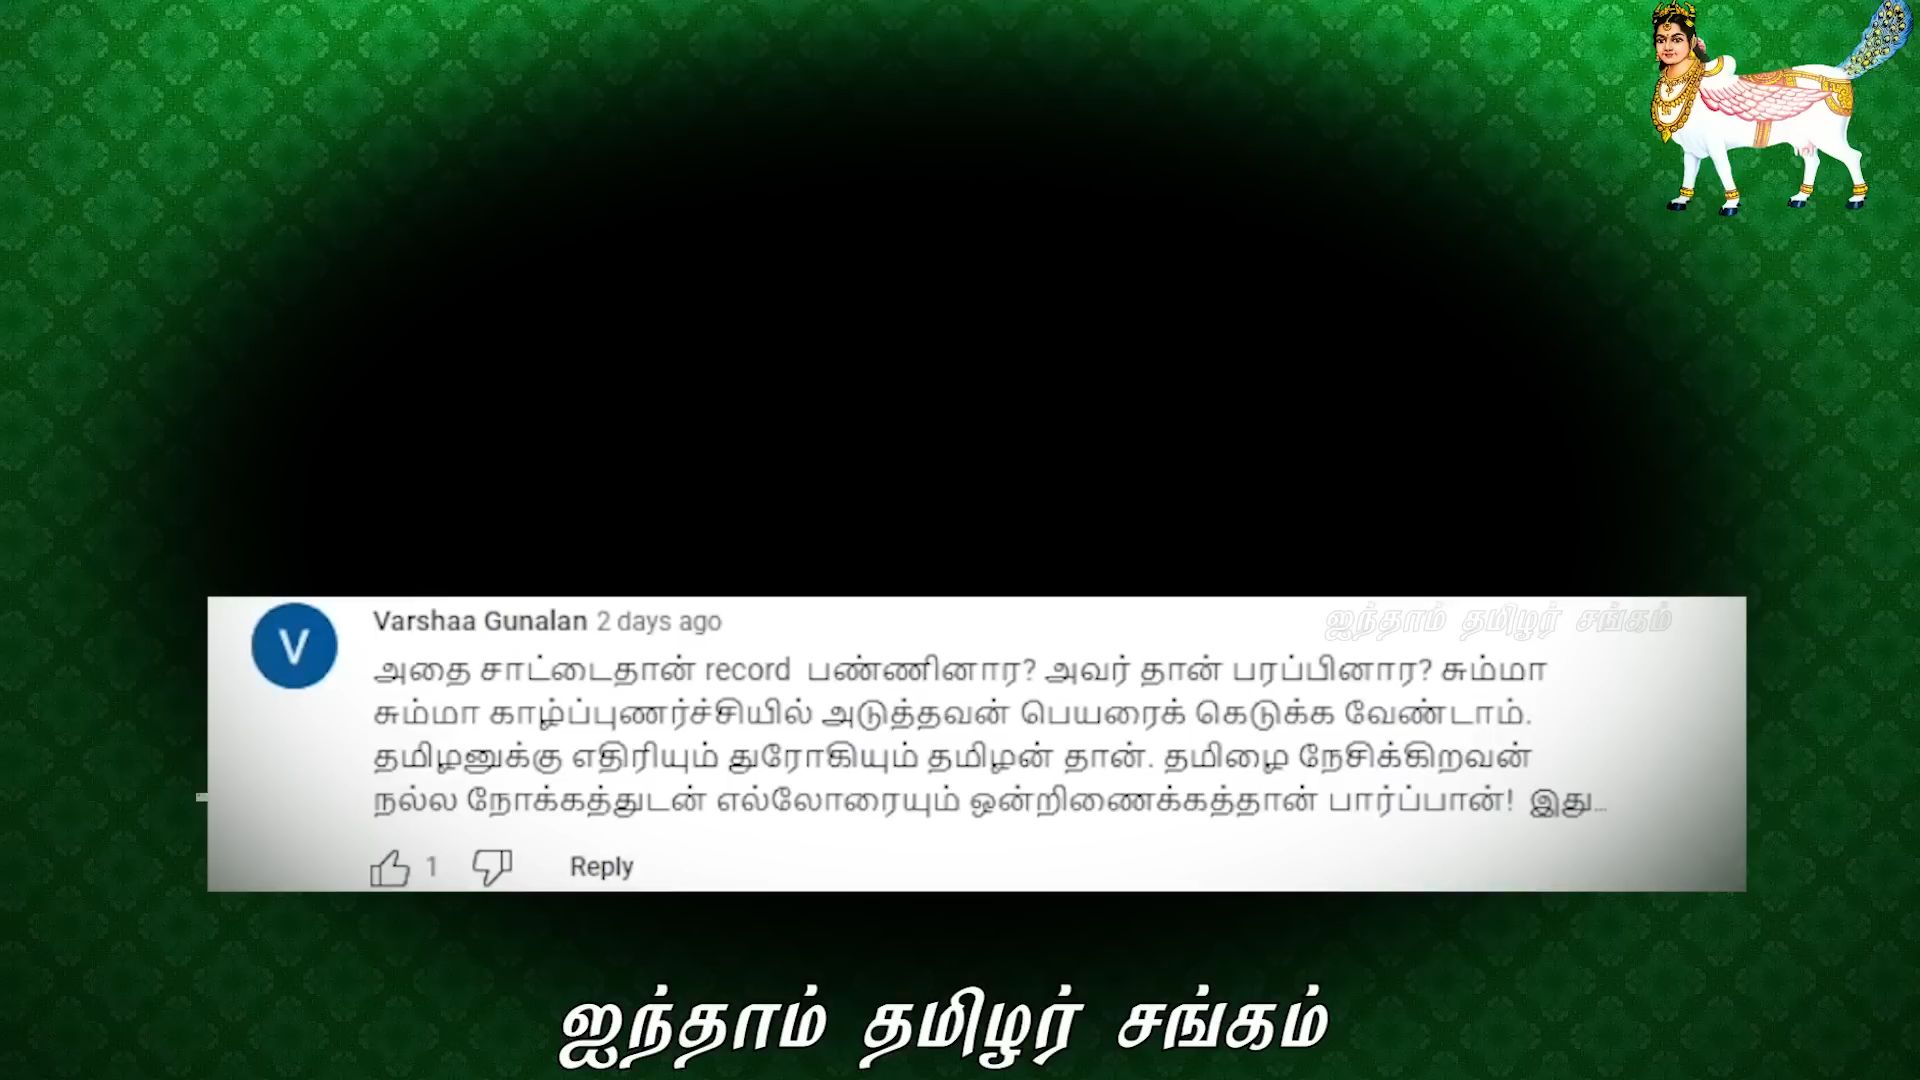 Varshaa Gunalan 2 days ago
ஐந்தாம் தமிழர் சங்கம்
V
அதை சாட்டைதான் record பண்ணினார? அவர் தான் பரப்பினார? சும்மா
சும்மா காழ்ப்புணர்ச்சியில் அடுத்தவன் பெயரைக் கெடுக்க வேண்டாம்.
தமிழனுக்கு எதிரியும் துரோகியும் தமிழன் தான். தமிழை நேசிக்கிறவன்
நல்ல நோக்கத்துடன் எல்லோரையும் ஒன்றிணைக்கத்தான் பார்ப்பான்! இது...
1 Reply
ஐந்தாம் தமிழர் சங்கம்